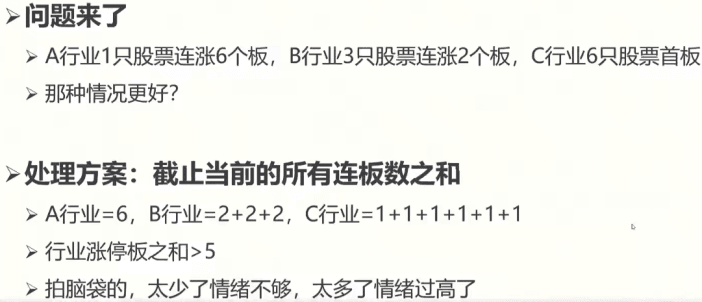 ➢问题来了
➢ A行业1只股票连涨6个板，B行业3只股票连涨2个板，C行业6只股票首板
➢ 那种情况更好？
➢处理方案：截止当前的所有连板数之和
➢ A行业=6，B行业=2+2+2，C行业=1+1+1+1+1+1
➢ 行业涨停板之和>5
➢ 拍脑袋的，太少了情绪不够，太多了情绪过高了